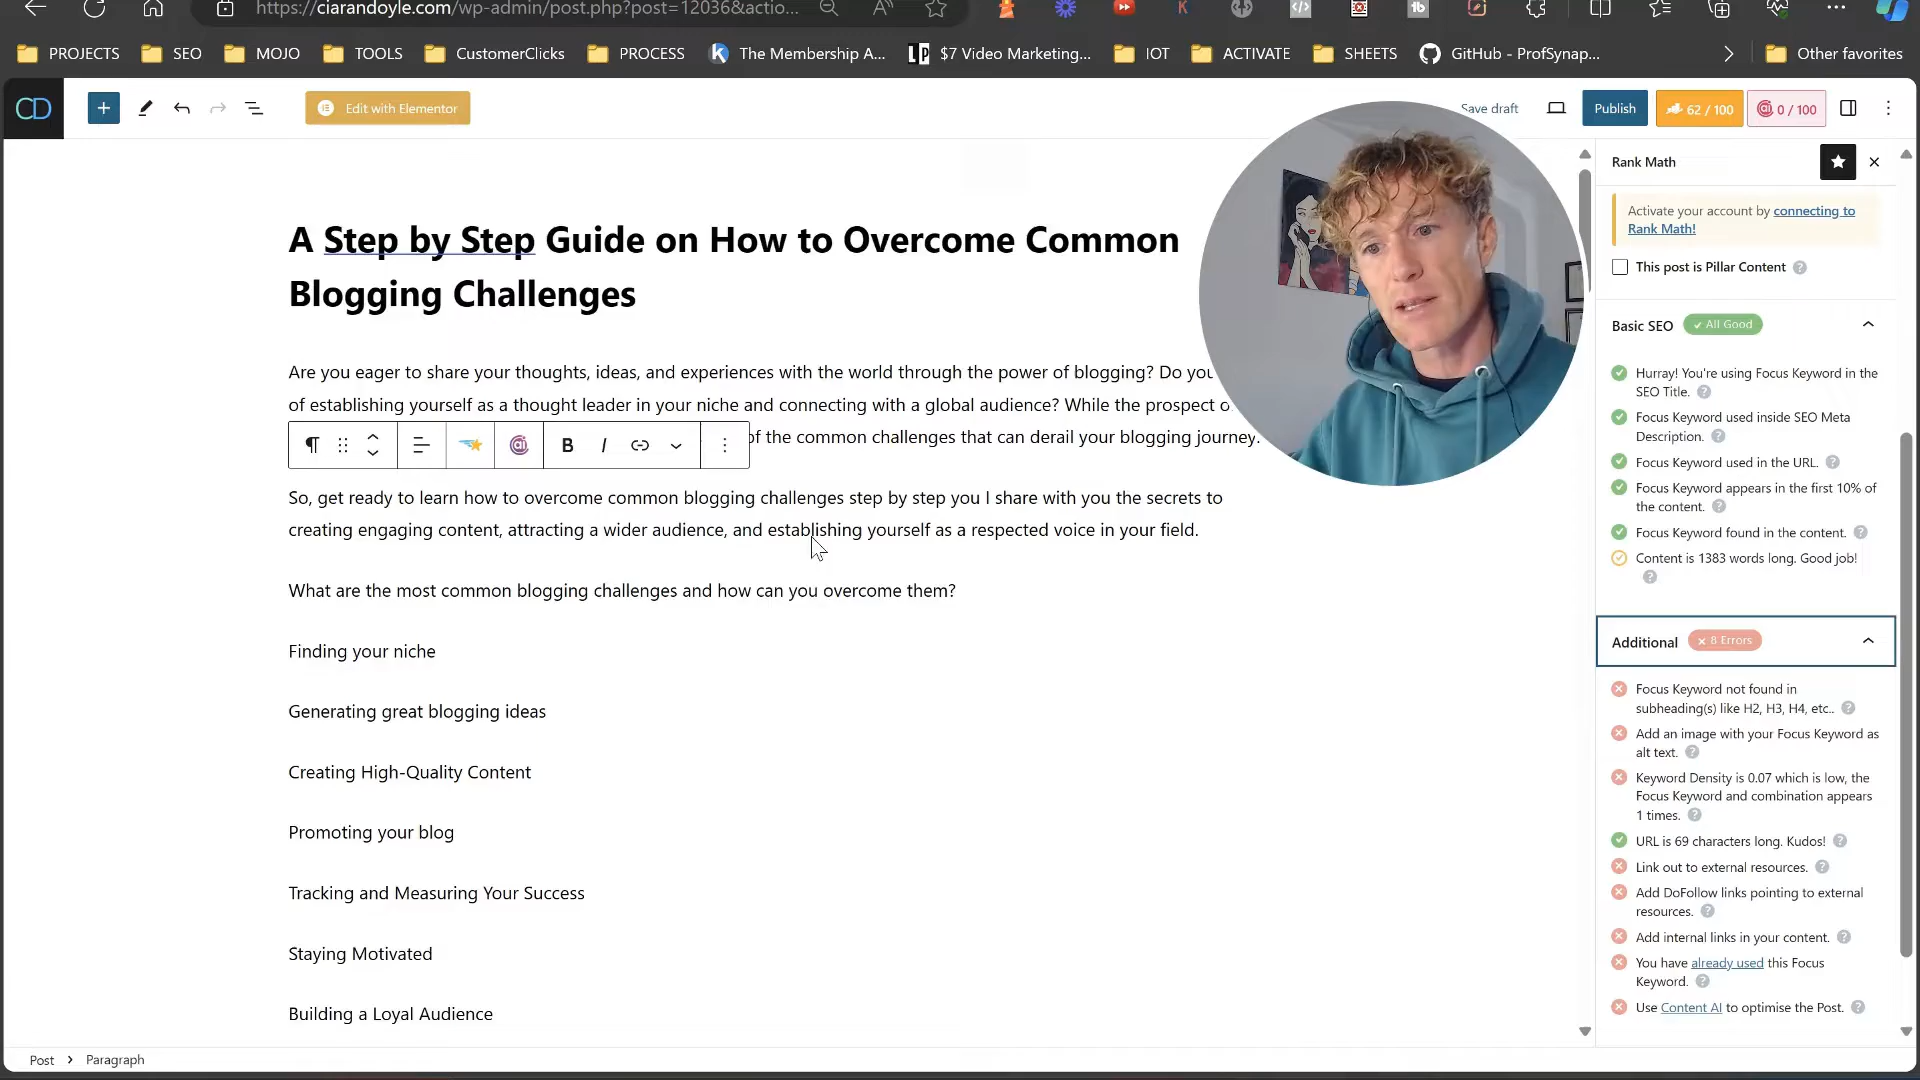 https://ciarandoyle.com/wp-admin/post.php?post=12036&actio...
PROJECTS SEO MOJO TOOLS CustomerClicks PROCESS The Membership A... $7 Video Marketing... IOT ACTIVATE SHEETS GitHub - ProfSynap... Other favorites
CD Edit with Elementor Save draft Publish 62 / 100 0 / 100
Rank Math
Activate your account by connecting to
Rank Math!
This post is Pillar Content
A Step by Step Guide on How to Overcome Common
Blogging Challenges
Are you eager to share your thoughts, ideas, and experiences with the world through the power of blogging? Do you
of establishing yourself as a thought leader in your niche and connecting with a global audience? While the prospect
of the common challenges that can derail your blogging journey.
B I
So, get ready to learn how to overcome common blogging challenges step by step you I share with you the secrets to
creating engaging content, attracting a wider audience, and establishing yourself as a respected voice in your field.
What are the most common blogging challenges and how can you overcome them?
Finding your niche
Generating great blogging ideas
Creating High-Quality Content
Promoting your blog
Tracking and Measuring Your Success
Staying Motivated
Building a Loyal Audience
Basic SEO All Good
Hurray! You're using Focus Keyword in the
SEO Title.
Focus Keyword used inside SEO Meta
Description.
Focus Keyword used in the URL.
Focus Keyword appears in the first 10% of
the content.
Focus Keyword found in the content.
Content is 1383 words long. Good job!
Additional × 8 Errors
Focus Keyword not found in
subheading(s) like H2, H3, H4, etc..
Add an image with your Focus Keyword as
alt text.
Keyword Density is 0.07 which is low, the
Focus Keyword and combination appears
1 times.
URL is 69 characters long. Kudos!
Link out to external resources.
Add DoFollow links pointing to external
resources.
Add internal links in your content.
You have already used this Focus
Keyword.
Use Content AI to optimise the Post.
Post › Paragraph